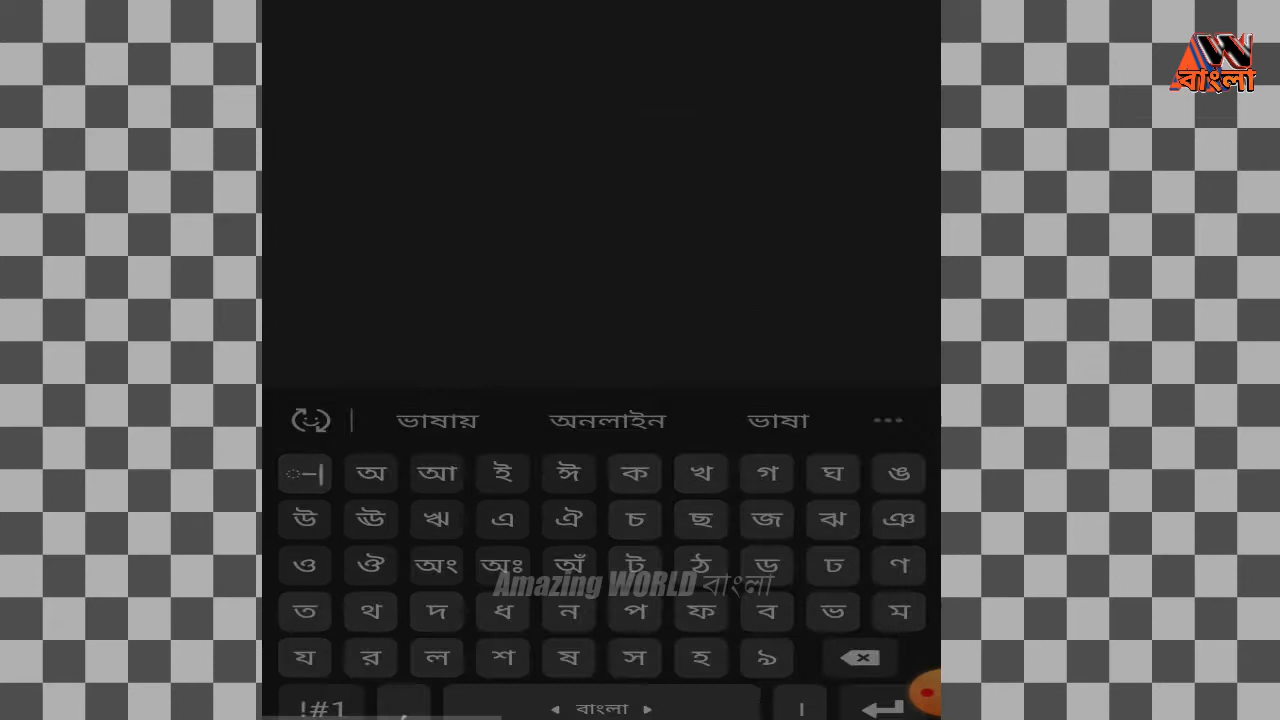 W
বাংলা
ভাষায় অনলাইন ভাষা
া অ আ ই ঈ ক খ গ ঘ ঙ
উ ঊ ঋ এ ঐ চ ছ জ ঝ ঞ
ও ঔ অং অঃ অঁ ট ঠ ড ঢ ণ
Amazing WORLD বাংলা
ত থ দ ধ ন প ফ ব ভ ম
য র ল শ ষ স হ ৯
!#1 , বাংলা ।